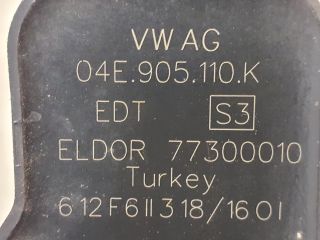 VW AG
04E.905.110.K
EDT S3
ELDOR 77300010
Turkey
612F611318/1601